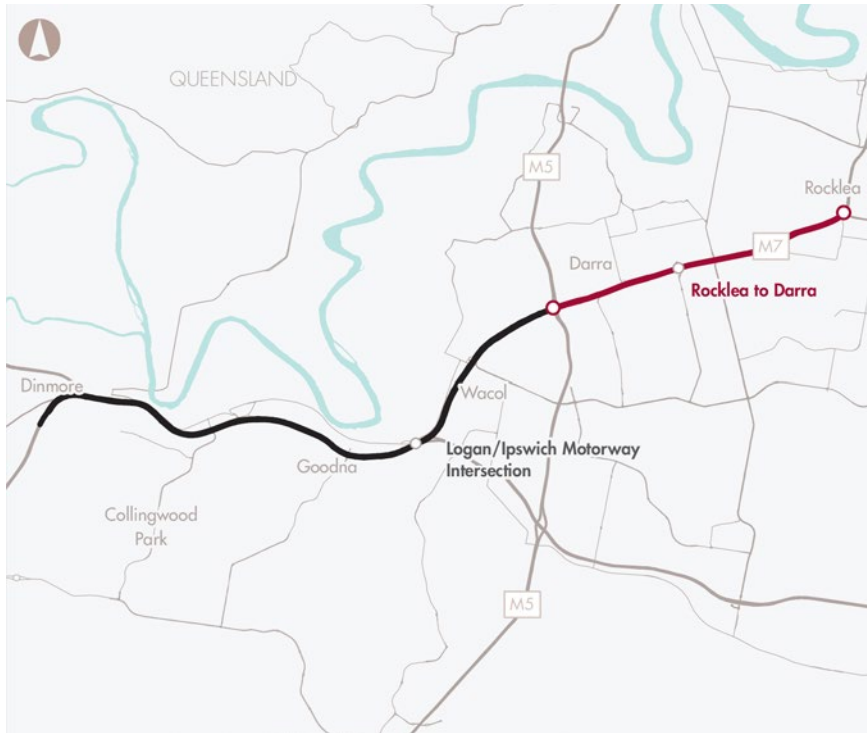 QUEENSLAND
M5
Rocklea
M7
Darra
Rocklea to Darra
Dinmore
Wacol
Logan/Ipswich Motorway
Intersection
Goodna
Collingwood
Park
M5